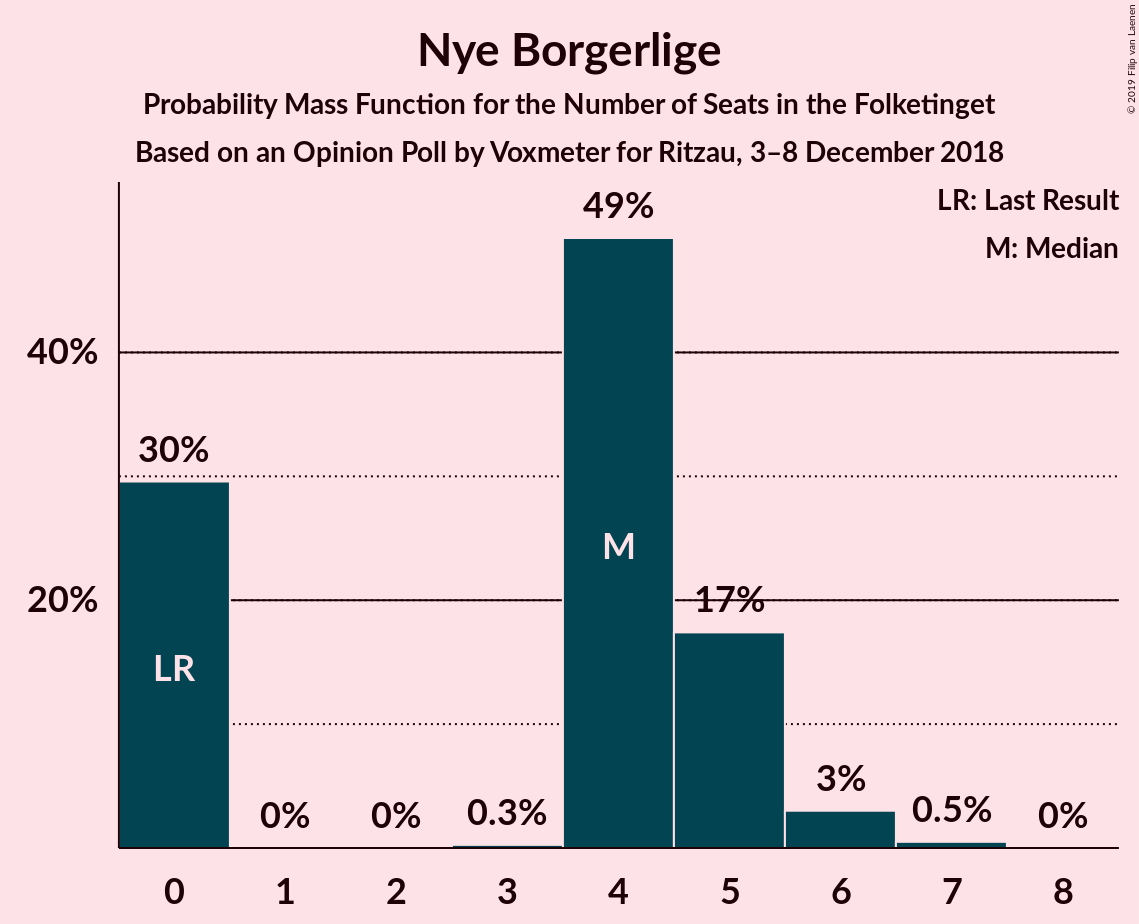 Nye Borgerlige
Probability Mass Function for the Number of Seats in the Folketinget
Based on an Opinion Poll by Voxmeter for Ritzau, 3–8 December 2018
© 2019 Filip van Laenen
LR: Last Result
M: Median
49%
40%
30%
M
20%
17%
LR
3%
0%
0%
0.3%
0.5%
0%
0 1 2 3 4 5 6 7 8